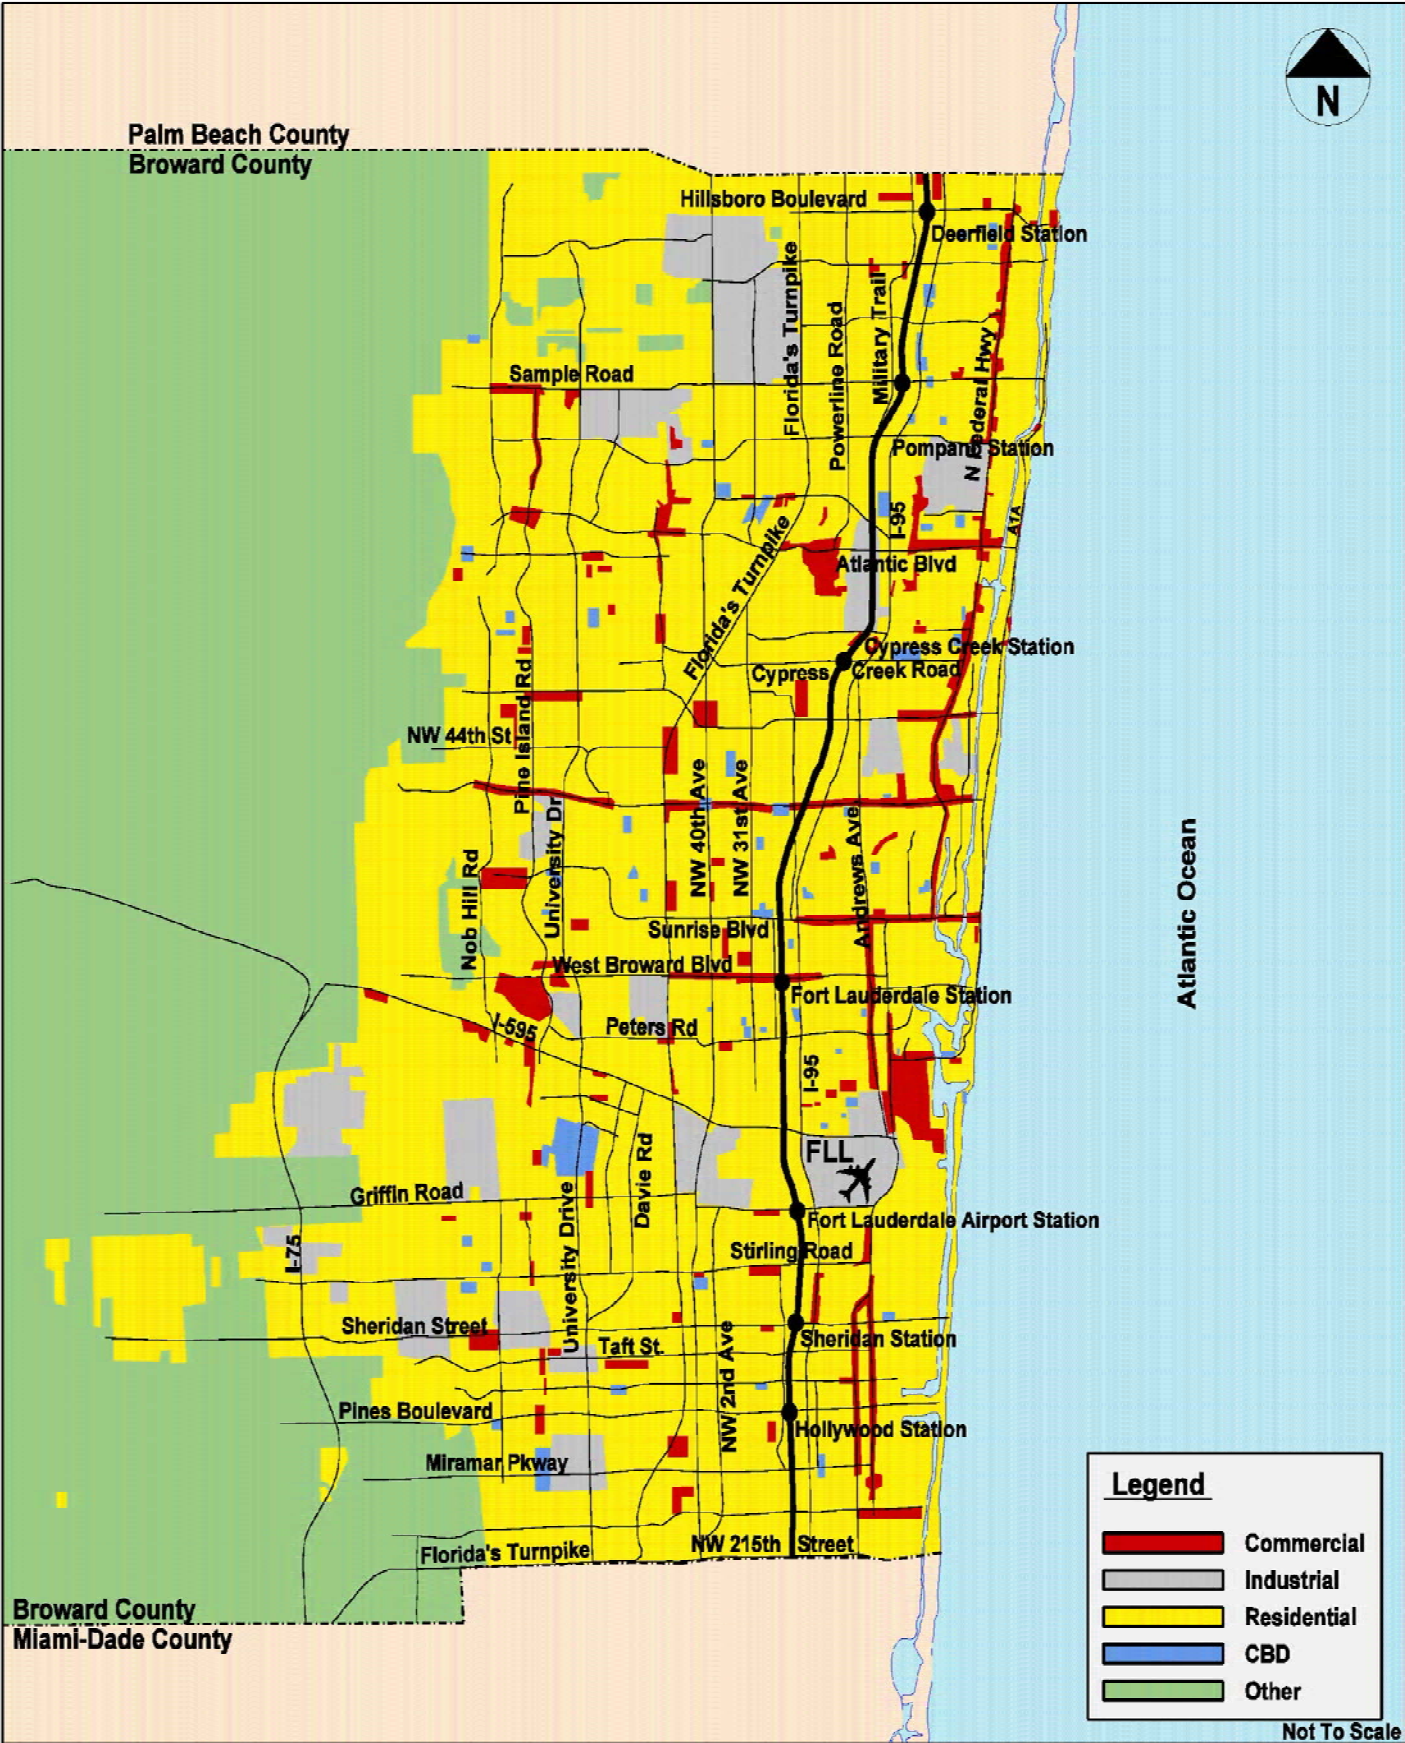 N
Palm Beach County
Broward County
Hillsboro Boulevard
Deerfield Station
Florida's Turnpike
Powerline Road
Military Trail
N Federal Hwy
Sample Road
Pompano Station
I-95
A1A
Florida's Turnpike
Atlantic Blvd
Cypress Creek Station
Cypress Creek Road
Pine Island Rd
NW 44th St
University Dr
NW 40th Ave
NW 31st Ave
Andrews Ave
Nob Hill Rd
Atlantic Ocean
Sunrise Blvd
West Broward Blvd
Fort Lauderdale Station
I-595
Peters Rd
I-95
FLL
Davie Rd
Griffin Road
University Drive
Fort Lauderdale Airport Station
I-75
Stirling Road
Sheridan Street
Sheridan Station
Taft St.
NW 2nd Ave
Pines Boulevard
Hollywood Station
Miramar Pkway
NW 215th Street
Florida's Turnpike
Broward County
Miami-Dade County
Legend
Commercial
Industrial
Residential
CBD
Other
Not To Scale